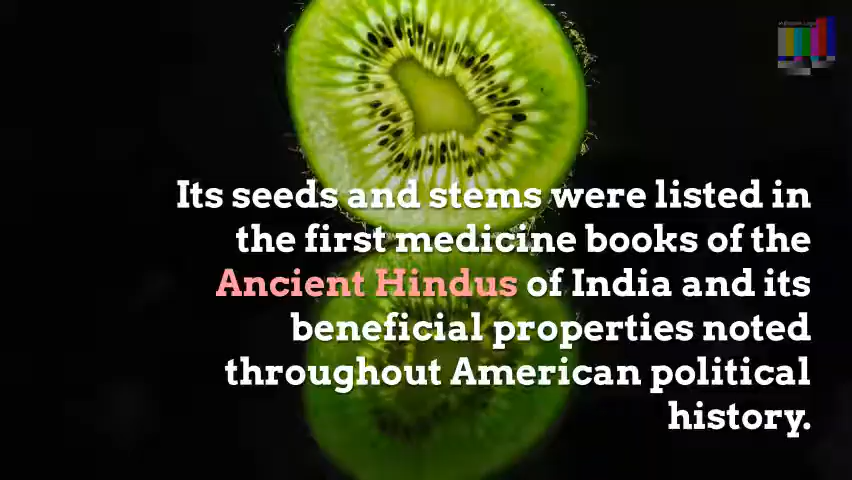 Its seeds and stems were listed in
the first medicine books of the
Ancient Hindus of India and its
beneficial properties noted
throughout American political
history.